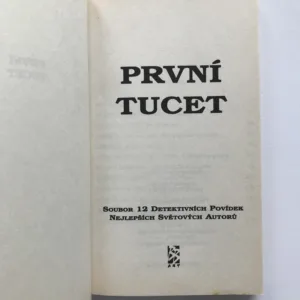 PRVNÍ
TUCET
SOUBOR 12 DETEKTIVNÍCH POVÍDEK
NEJLEPŠÍCH SVĚTOVÝCH AUTORŮ